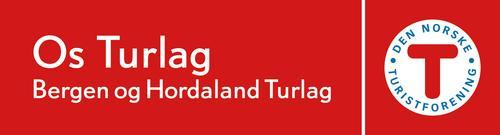 Os Turlag
Bergen og Hordaland Turlag
DEN NORSKE
T
TURISTFORENING